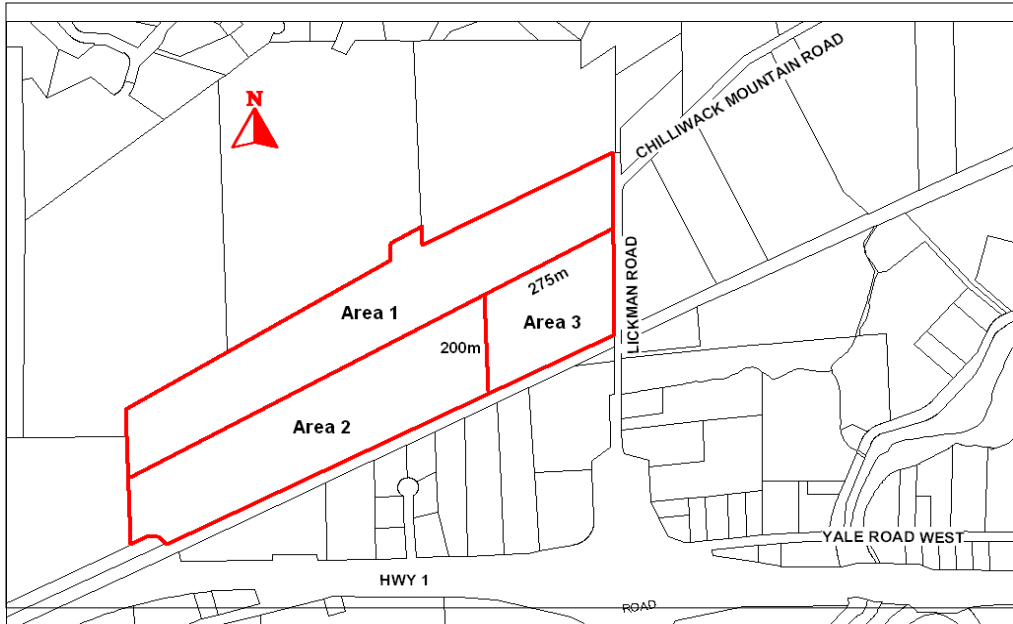 N
CHILLIWACK MOUNTAIN ROAD
LICKMAN ROAD
275m
Area 1
Area 3
200m
Area 2
YALE ROAD WEST
HWY 1
ROAD